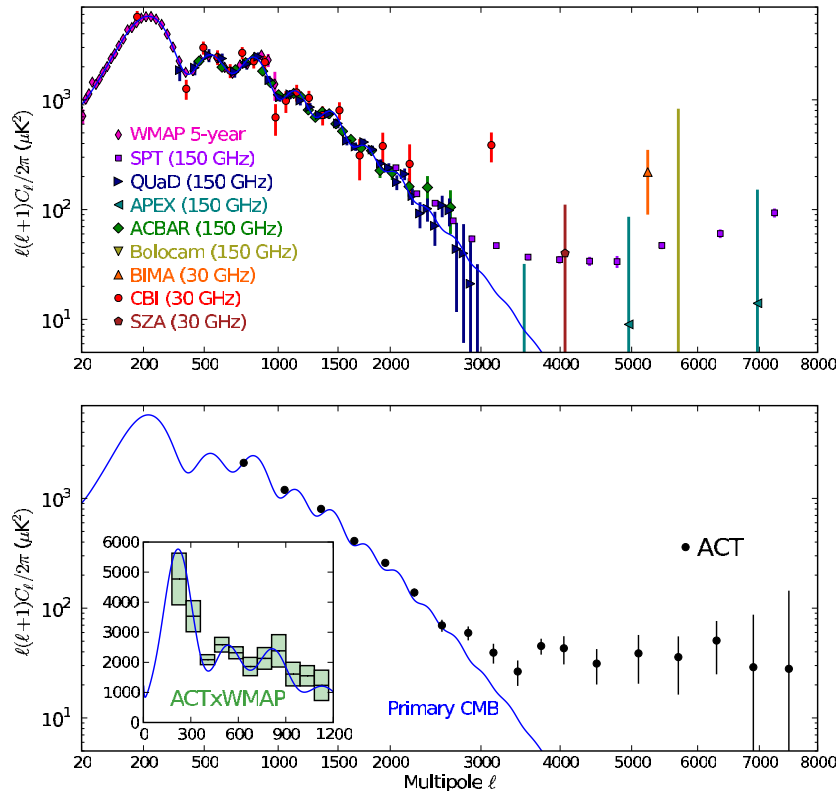 10³
10²
10¹
ℓ(ℓ+1)Cℓ/2π (μK²)
WMAP 5-year
SPT (150 GHz)
QUaD (150 GHz)
APEX (150 GHz)
ACBAR (150 GHz)
Bolocam (150 GHz)
BIMA (30 GHz)
CBI (30 GHz)
SZA (30 GHz)
20 200 500 1000 1500 2000 3000 4000 5000 6000 7000 8000
10³
10²
10¹
ℓ(ℓ+1)Cℓ/2π (μK²)
ACT
6000
5000
4000
3000
2000
1000
0
0 300 600 900 1200
ACTxWMAP
Primary CMB
20 200 500 1000 1500 2000 3000 4000 5000 6000 7000 8000
Multipole ℓ